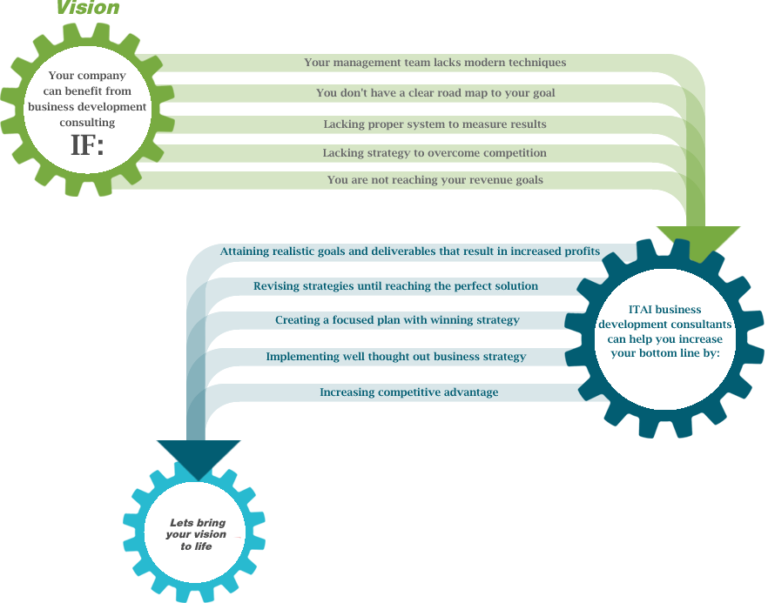 Vision
Your company
can benefit from
business development
consulting
IF:
Your management team lacks modern techniques
You don't have a clear road map to your goal
Lacking proper system to measure results
Lacking strategy to overcome competition
You are not reaching your revenue goals
ITAI business
development consultants
can help you increase
your bottom line by:
Attaining realistic goals and deliverables that result in increased profits
Revising strategies until reaching the perfect solution
Creating a focused plan with winning strategy
Implementing well thought out business strategy
Increasing competitive advantage
Lets bring
your vision
to life